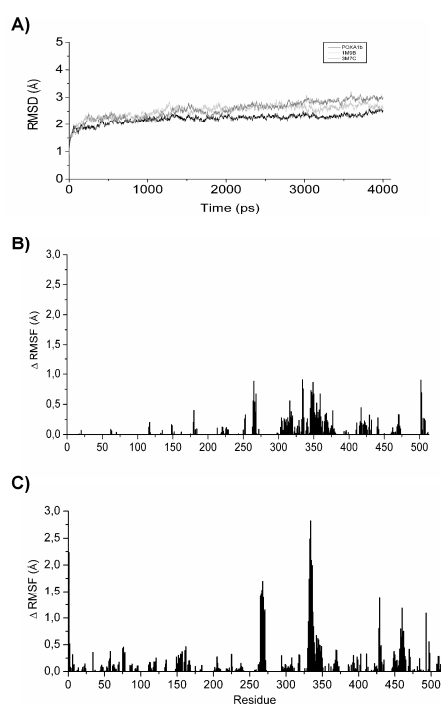 A)
POXA1b
1M9B
3M7C
5
4
3
2
1
0
RMSD (Å)
0 1000 2000 3000 4000
Time (ps)
B)
3,0
2,5
2,0
1,5
1,0
0,5
0,0
Δ RMSF (Å)
0 50 100 150 200 250 300 350 400 450 500
C)
3,0
2,5
2,0
1,5
1,0
0,5
0,0
Δ RMSF (Å)
0 50 100 150 200 250 300 350 400 450 500
Residue